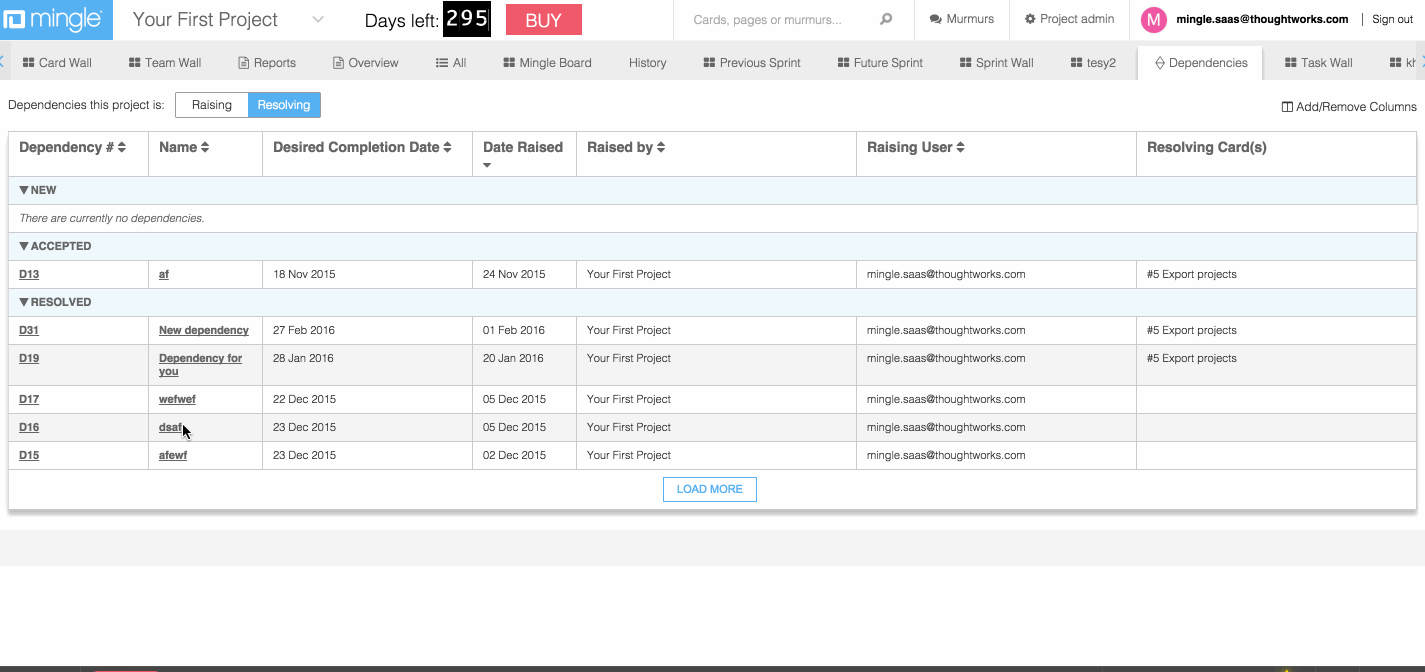 mingle Your First Project Days left: 295 BUY Cards, pages or murmurs... Murmurs Project admin M mingle.saas@thoughtworks.com | Sign out
Card Wall Team Wall Reports Overview All Mingle Board History Previous Sprint Future Sprint Sprint Wall tesy2 Dependencies Task Wall
Dependencies this project is: Raising Resolving Add/Remove Columns
Dependency # Name Desired Completion Date Date Raised Raised by Raising User Resolving Card(s)
NEW
There are currently no dependencies.
ACCEPTED
D13 af 18 Nov 2015 24 Nov 2015 Your First Project mingle.saas@thoughtworks.com #5 Export projects
RESOLVED
D31 New dependency 27 Feb 2016 01 Feb 2016 Your First Project mingle.saas@thoughtworks.com #5 Export projects
D19 Dependency for 28 Jan 2016 20 Jan 2016 Your First Project mingle.saas@thoughtworks.com #5 Export projects
you
D17 wefwef 22 Dec 2015 05 Dec 2015 Your First Project mingle.saas@thoughtworks.com
D16 dsaf 23 Dec 2015 05 Dec 2015 Your First Project mingle.saas@thoughtworks.com
D15 afewf 23 Dec 2015 02 Dec 2015 Your First Project mingle.saas@thoughtworks.com
LOAD MORE